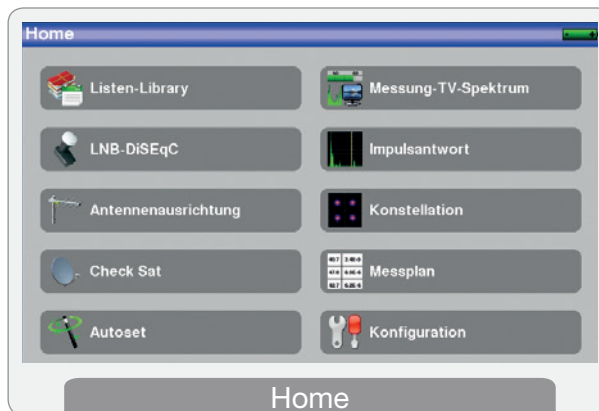 Home
Listen-Library
Messung-TV-Spektrum
LNB-DiSEqC
Impulsantwort
Antennenausrichtung
Konstellation
Check Sat
Messplan
Autoset
Konfiguration
Home